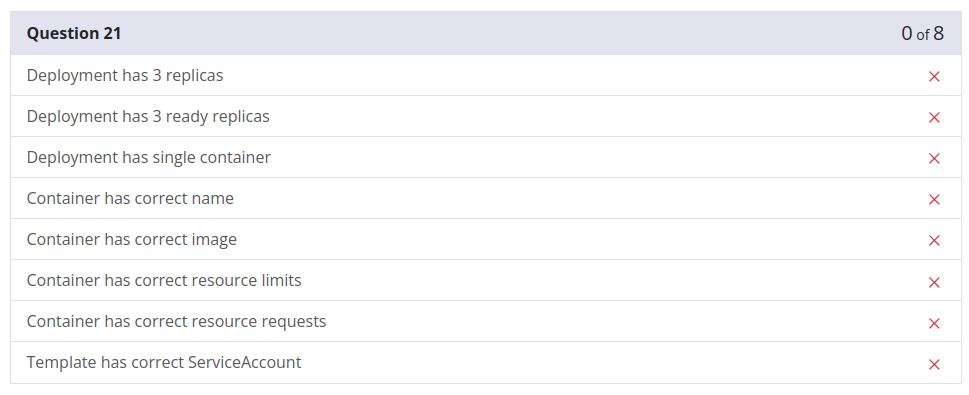 Question 21 0 of 8
Deployment has 3 replicas
Deployment has 3 ready replicas
Deployment has single container
Container has correct name
Container has correct image
Container has correct resource limits
Container has correct resource requests
Template has correct ServiceAccount